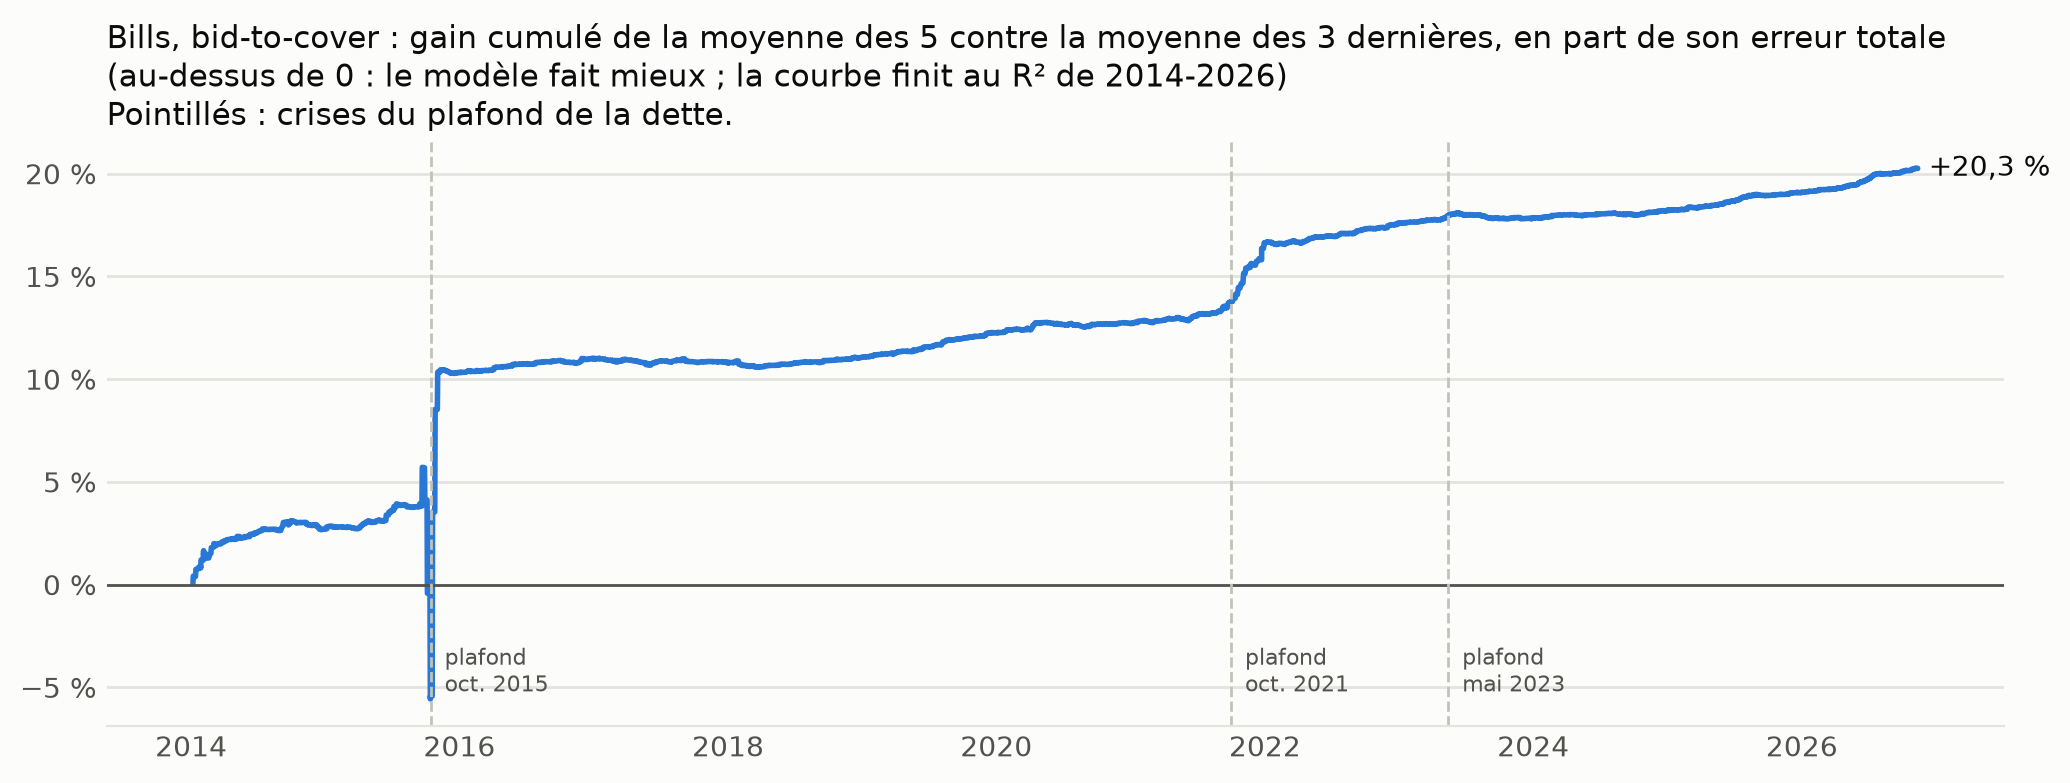 Bills, bid-to-cover : gain cumulé de la moyenne des 5 contre la moyenne des 3 dernières, en part de son erreur totale
(au-dessus de 0 : le modèle fait mieux ; la courbe finit au R² de 2014-2026)
Pointillés : crises du plafond de la dette.
20 %
+20,3 %
15 %
10 %
5 %
0 %
−5 %
plafond
oct. 2015
plafond
oct. 2021
plafond
mai 2023
2014
2016
2018
2020
2022
2024
2026